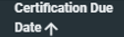 Certification Due
Date ↑